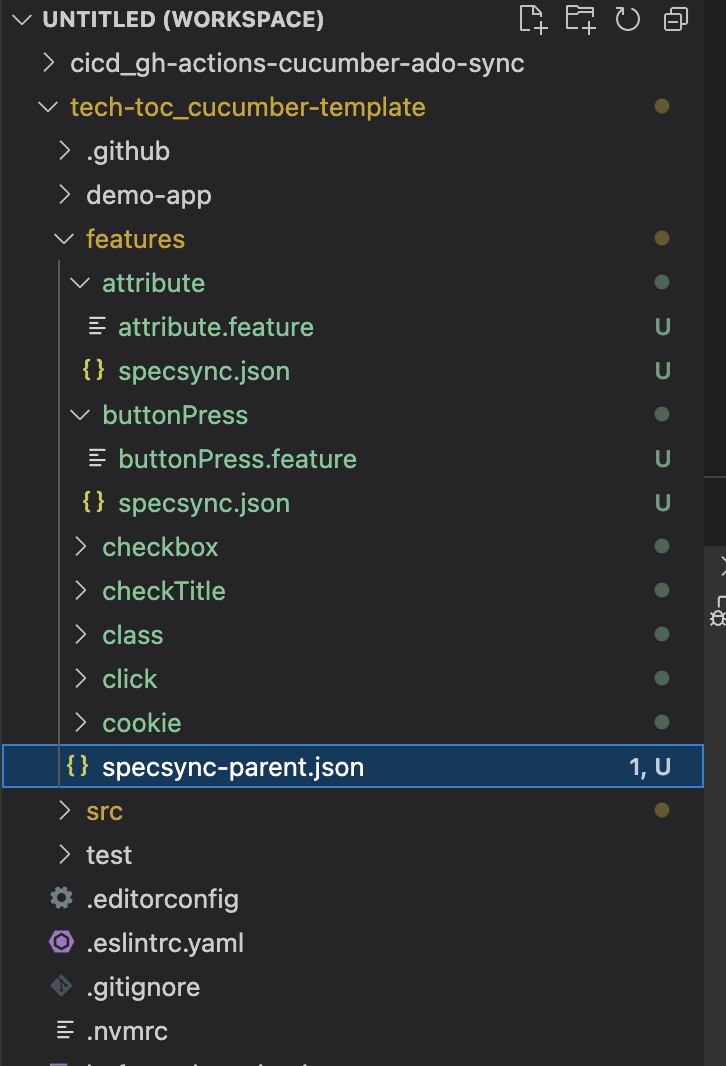 UNTITLED (WORKSPACE)
cicd_gh-actions-cucumber-ado-sync
tech-toc_cucumber-template
.github
demo-app
features
attribute
attribute.feature U
{} specsync.json U
buttonPress
buttonPress.feature U
{} specsync.json U
checkbox
checkTitle
class
click
cookie
{} specsync-parent.json 1, U
src
test
.editorconfig
.eslintrc.yaml
.gitignore
.nvmrc